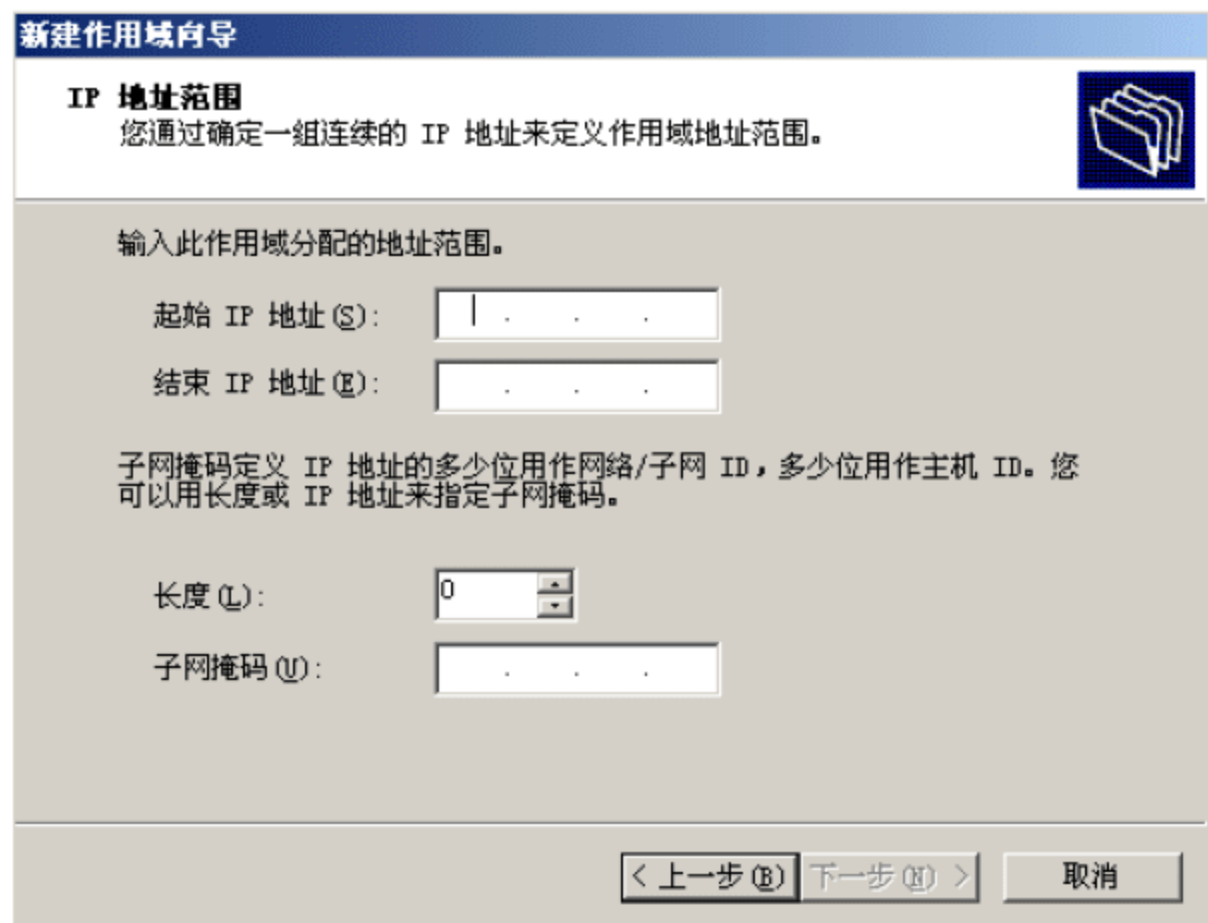 新建作用域向导
IP 地址范围
您通过确定一组连续的 IP 地址来定义作用域地址范围。
输入此作用域分配的地址范围。
起始 IP 地址(S):
. . .
结束 IP 地址(E):
. . .
子网掩码定义 IP 地址的多少位用作网络/子网 ID，多少位用作主机 ID。您
可以用长度或 IP 地址来指定子网掩码。
长度(L):
0
子网掩码(U):
. . .
< 上一步(B)
下一步(N) >
取消